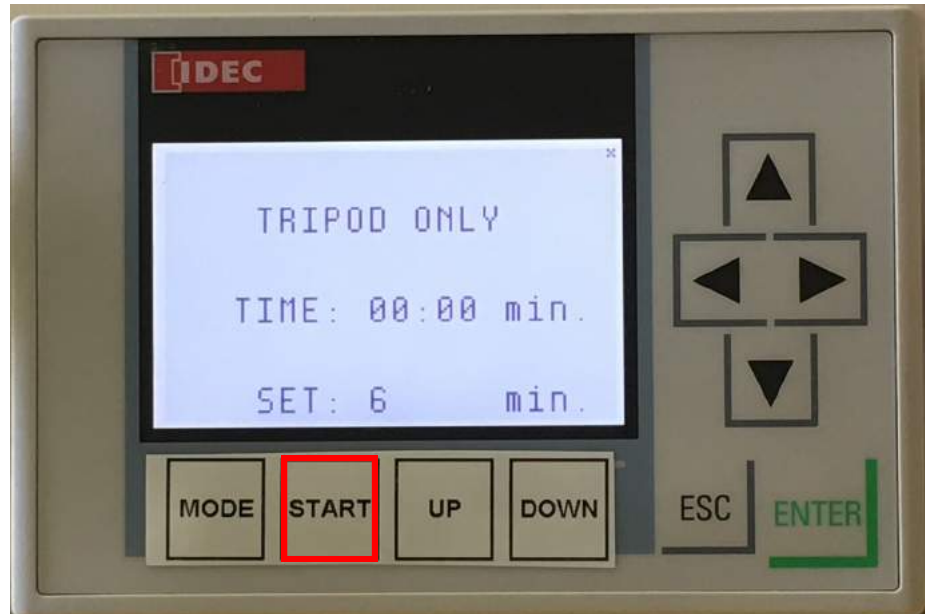 IDEC
TRIPOD ONLY
TIME: 00:00 min.
SET: 6 min.
MODE START UP DOWN
ESC ENTER